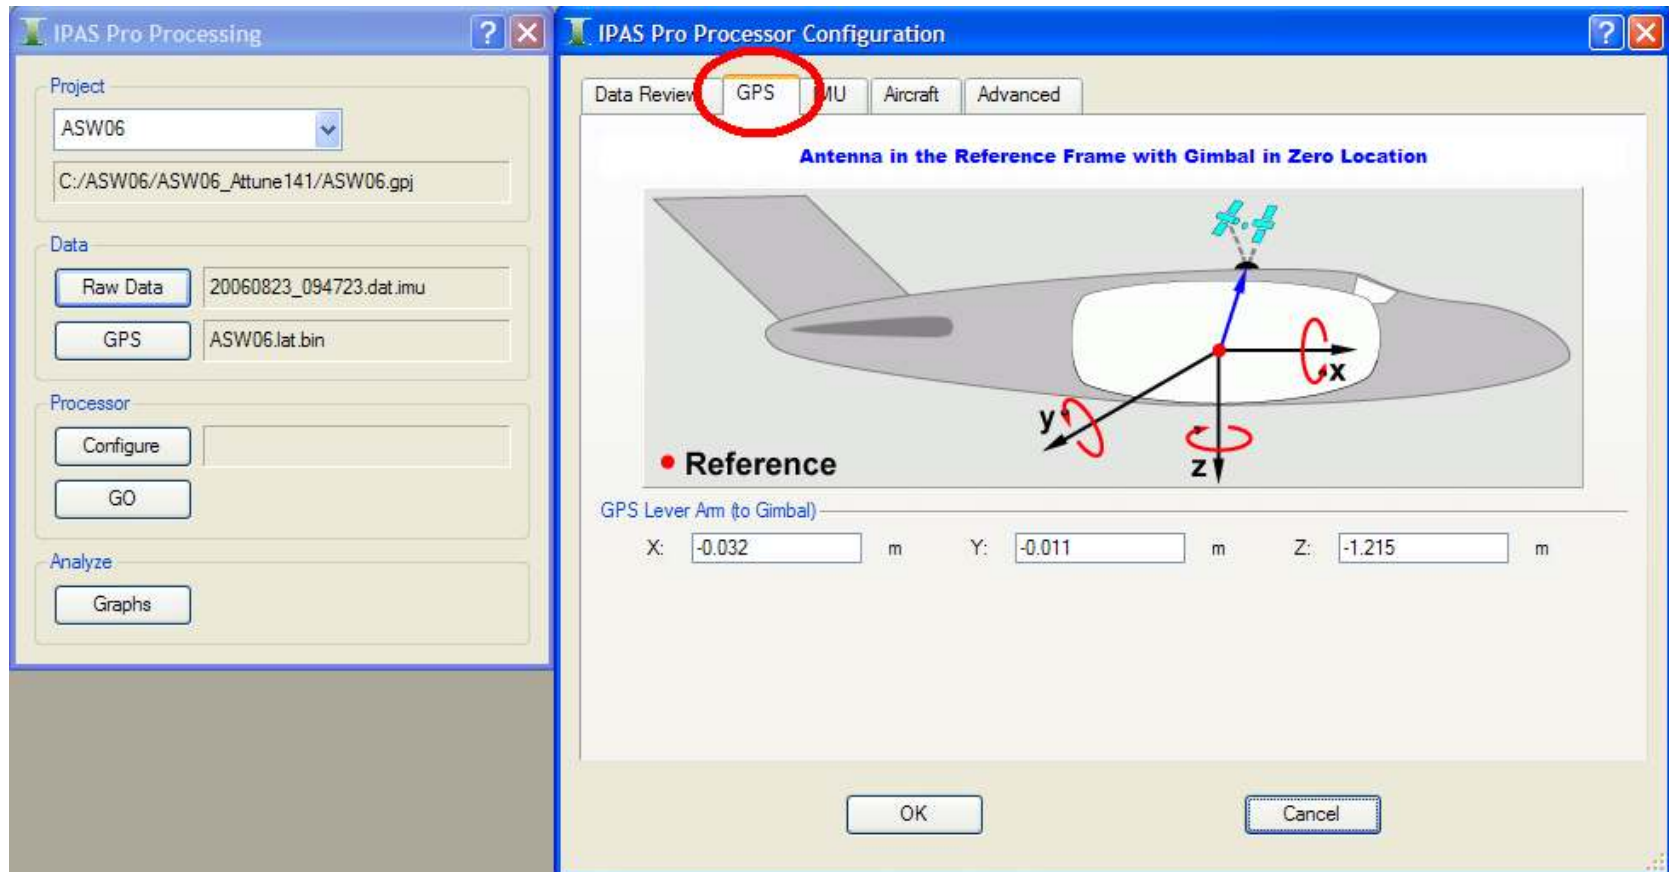 IPAS Pro Processing
Project
ASW06
C:/ASW06/ASW06_Attune141/ASW06.gpj
Data
Raw Data 20060823_094723.dat.imu
GPS ASW06.lat.bin
Processor
Configure
GO
Analyze
Graphs
IPAS Pro Processor Configuration
Data Review GPS IMU Aircraft Advanced
Antenna in the Reference Frame with Gimbal in Zero Location
x
y
z
Reference
GPS Lever Arm (to Gimbal)
X: -0.032 m Y: -0.011 m Z: -1.215 m
OK Cancel